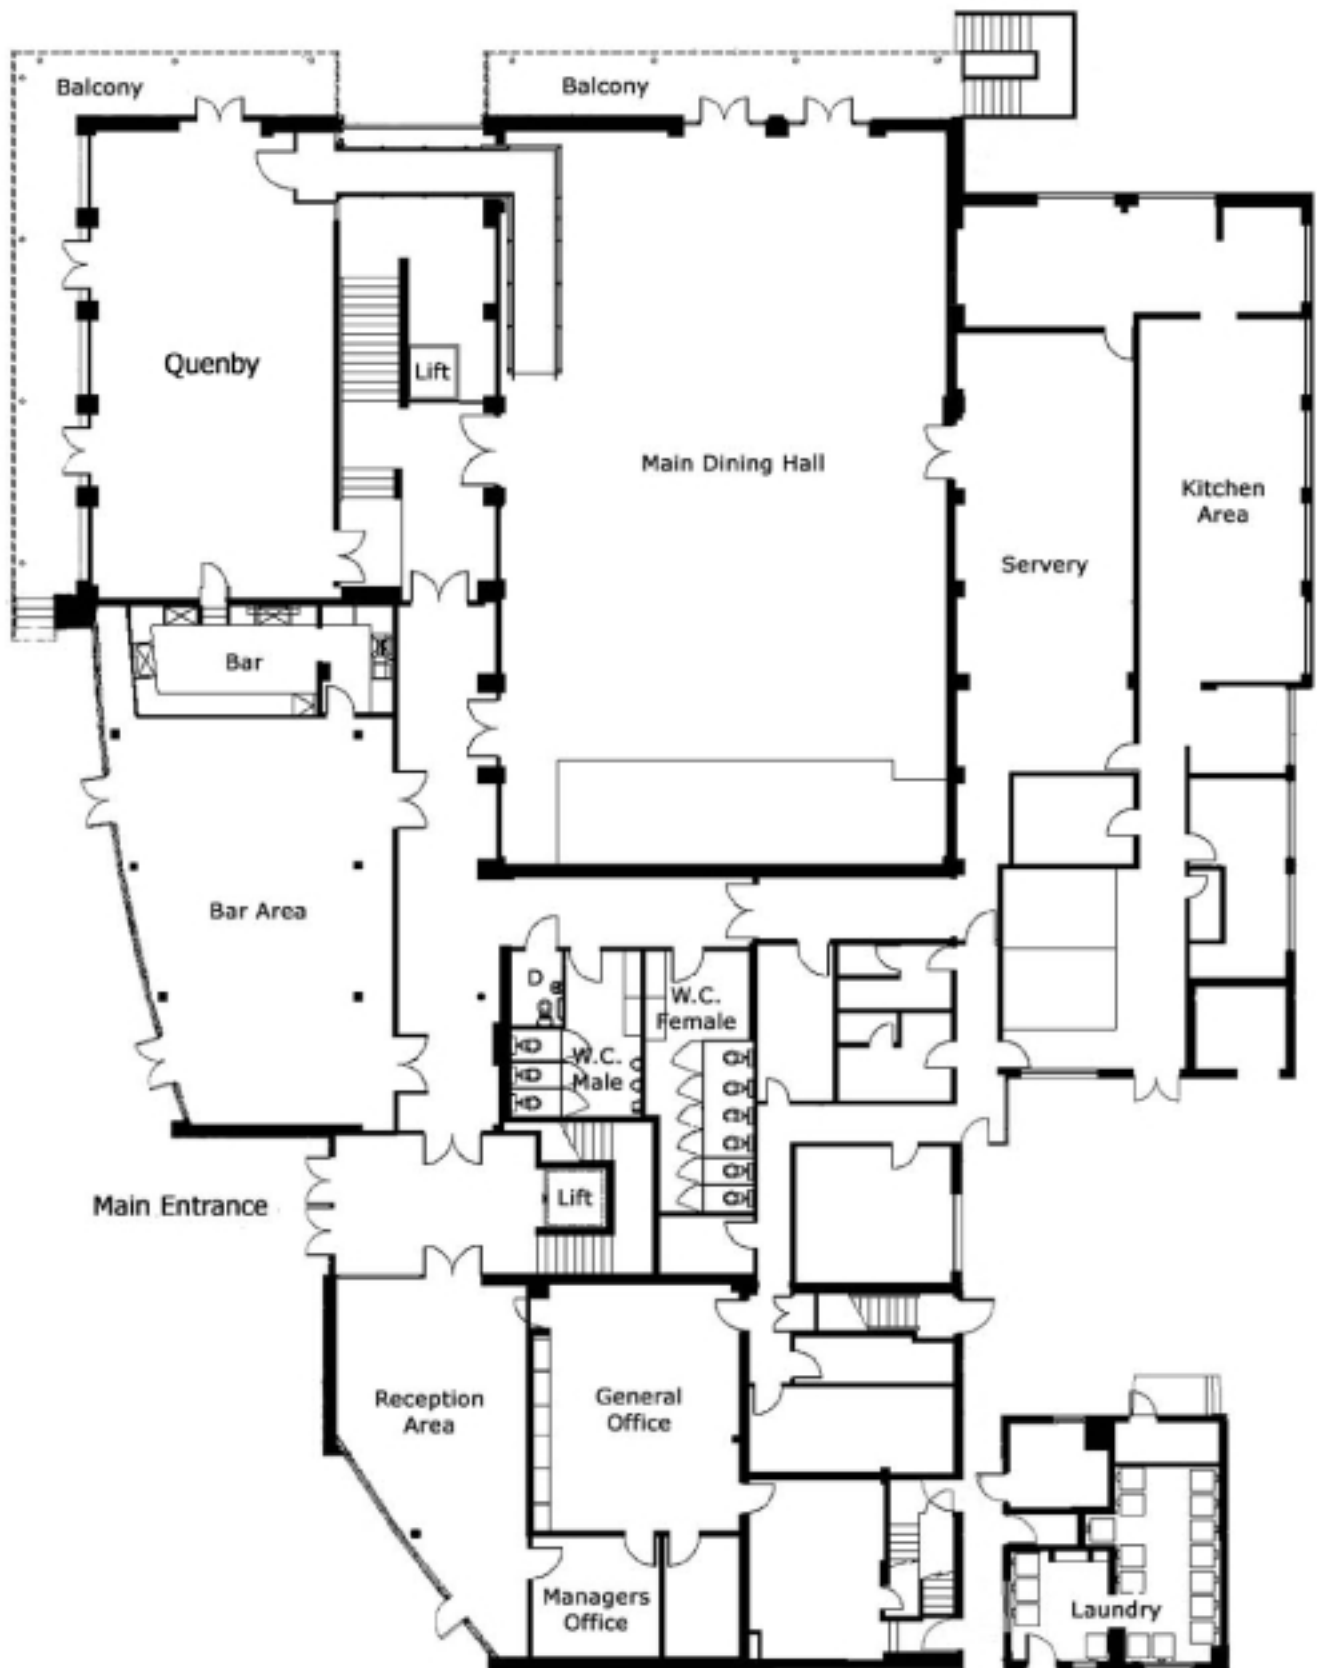 Balcony
Balcony
Quenby
Lift
Main Dining Hall
Kitchen
Area
Servery
Bar
Bar Area
D
W.C.
Female
W.C.
Male
Main Entrance
Lift
Reception
Area
General
Office
Managers
Office
Laundry